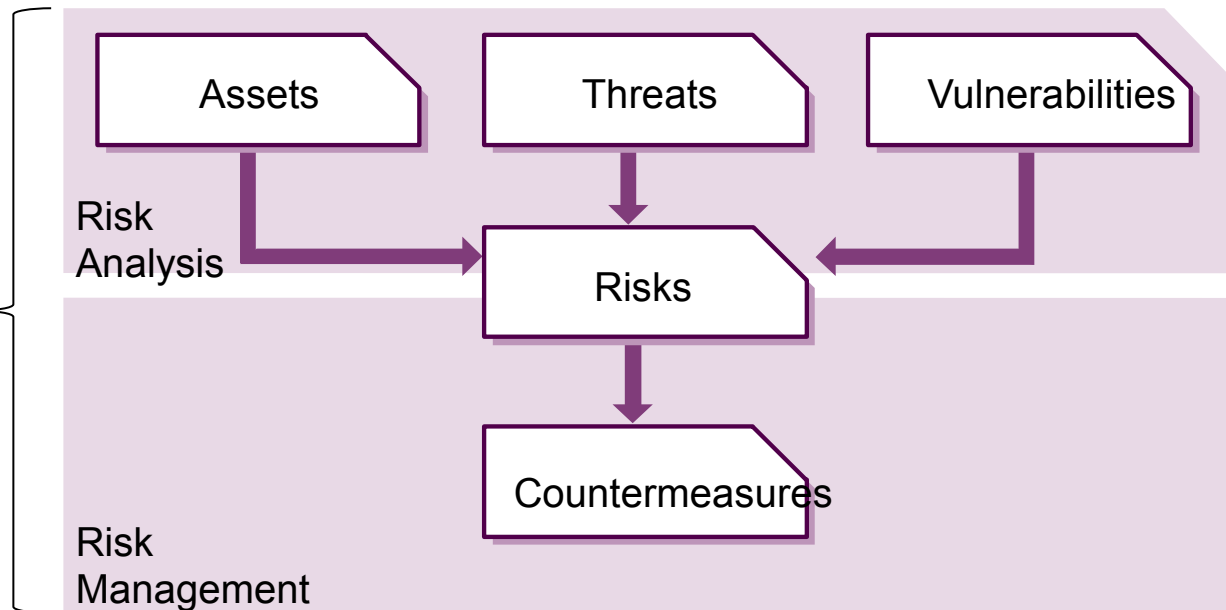 Assets
Threats
Vulnerabilities
Risk
Analysis
Risks
Countermeasures
Risk
Management